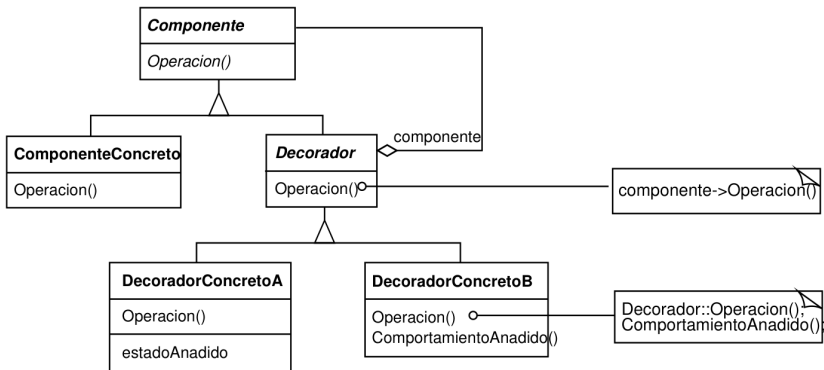 Componente
Operacion()
componente
ComponenteConcreto
Operacion()
Decorador
Operacion()
componente->Operacion()
DecoradorConcretoA
Operacion()
estadoAnadido
DecoradorConcretoB
Operacion()
ComportamientoAnadido()
Decorador::Operacion();
ComportamientoAnadido();